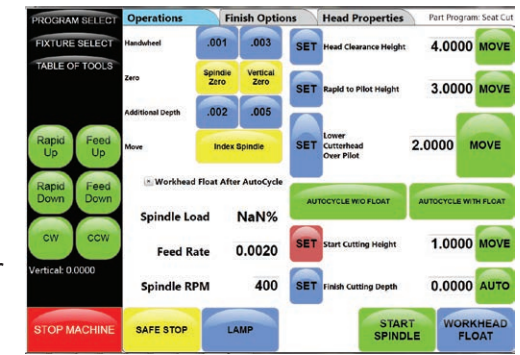 PROGRAM SELECT
FIXTURE SELECT
TABLE OF TOOLS
Rapid Up
Feed Up
Rapid Down
Feed Down
CW
CCW
Vertical: 0.0000
STOP MACHINE
Operations
Finish Options
Head Properties
Part Program: Seat Cut
Handwheel
.001
.003
Zero
Spindle Zero
Vertical Zero
Additional Depth
.002
.005
Move
Index Spindle
Workhead Float After AutoCycle
Spindle Load
NaN%
Feed Rate
0.0020
Spindle RPM
400
SET
Head Clearance Height
4.0000
MOVE
SET
Rapid to Pilot Height
3.0000
MOVE
SET
Lower Cutterhead Over Pilot
2.0000
MOVE
AUTOCYCLE W/O FLOAT
AUTOCYCLE WITH FLOAT
SET
Start Cutting Height
1.0000
MOVE
SET
Finish Cutting Depth
0.0000
AUTO
SAFE STOP
LAMP
START SPINDLE
WORKHEAD FLOAT